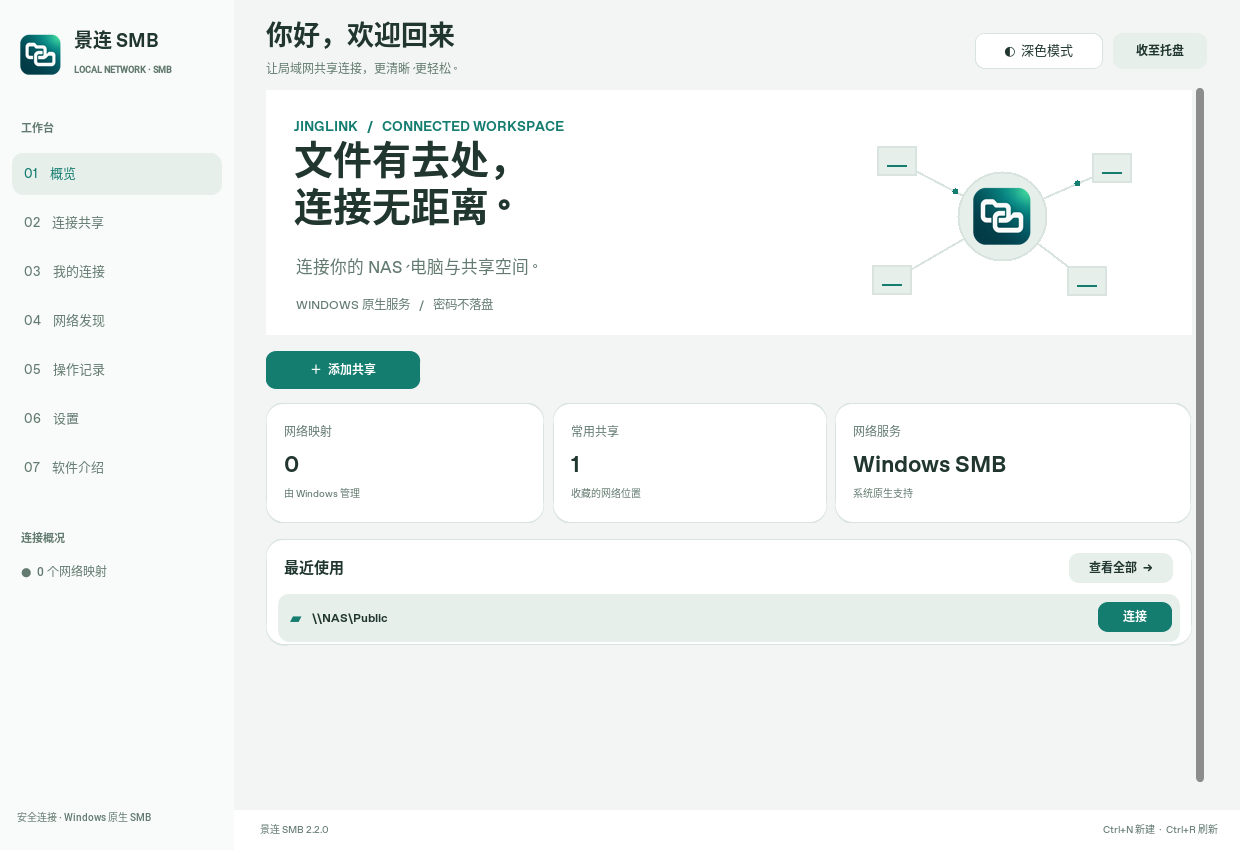 景连 SMB
LOCAL NETWORK · SMB
工作台
01 概览
02 连接共享
03 我的连接
04 网络发现
05 操作记录
06 设置
07 软件介绍
连接概况
● 0 个网络映射
安全连接 · Windows 原生 SMB
你好，欢迎回来
让局域网共享连接，更清晰、更轻松。
◐ 深色模式
收至托盘
JINGLINK / CONNECTED WORKSPACE
文件有去处，
连接无距离。
连接你的 NAS、电脑与共享空间。
WINDOWS 原生服务 / 密码不落盘
＋ 添加共享
网络映射
0
由 Windows 管理
常用共享
1
收藏的网络位置
网络服务
Windows SMB
系统原生支持
最近使用
查看全部 →
\\NAS\Public
连接
景连 SMB 2.2.0
Ctrl+N 新建 · Ctrl+R 刷新